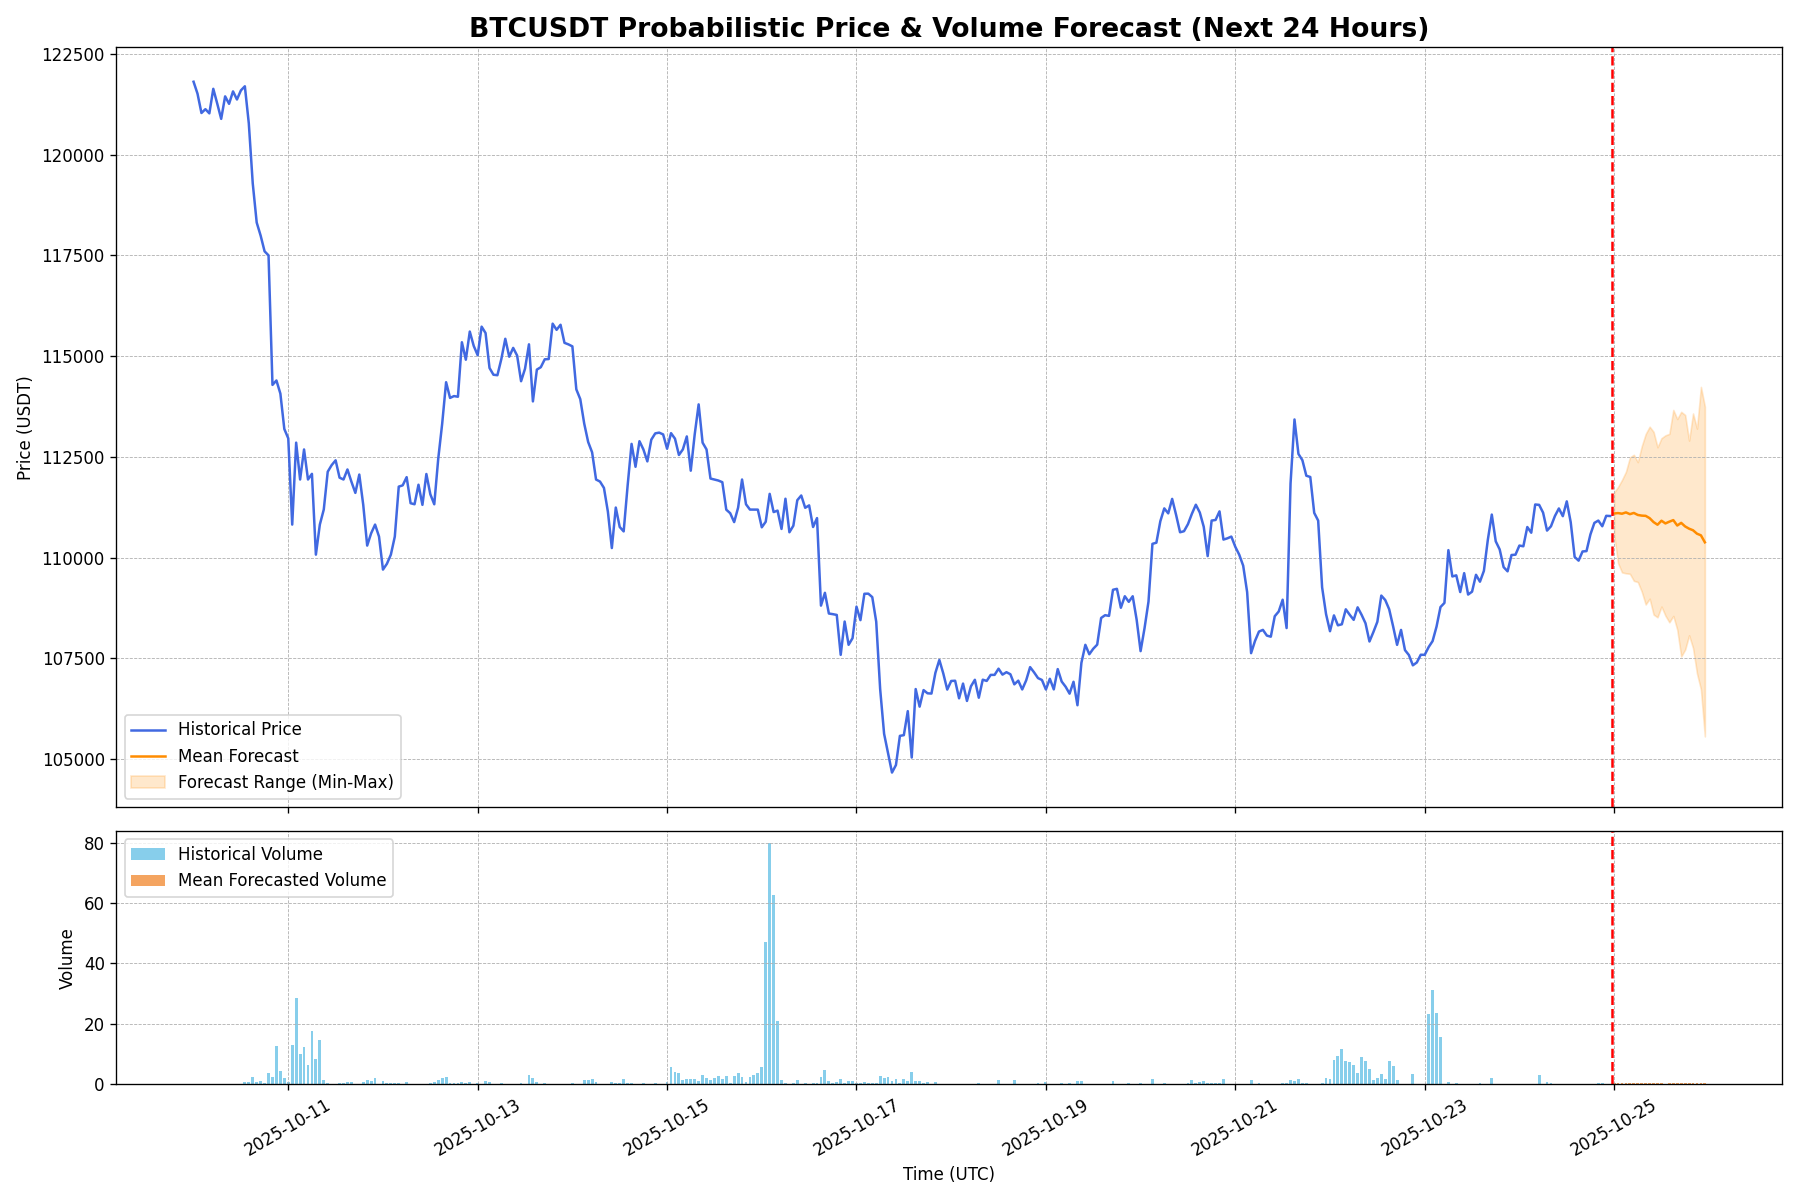 BTCUSDT Probabilistic Price & Volume Forecast (Next 24 Hours)
122500
120000
117500
115000
112500
110000
107500
105000
Price (USDT)
Historical Price
Mean Forecast
Forecast Range (Min-Max)
80
60
40
20
0
Volume
Historical Volume
Mean Forecasted Volume
2025-10-11
2025-10-13
2025-10-15
2025-10-17
2025-10-19
2025-10-21
2025-10-23
2025-10-25
Time (UTC)